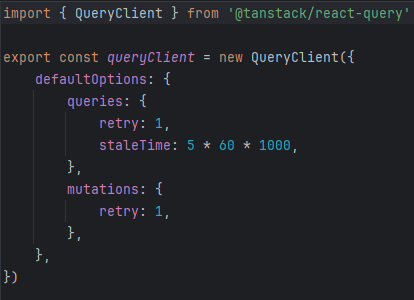 import { QueryClient } from '@tanstack/react-query'

export const queryClient = new QueryClient({
    defaultOptions: {
        queries: {
            retry: 1,
            staleTime: 5 * 60 * 1000,
        },
        mutations: {
            retry: 1,
        },
    },
})